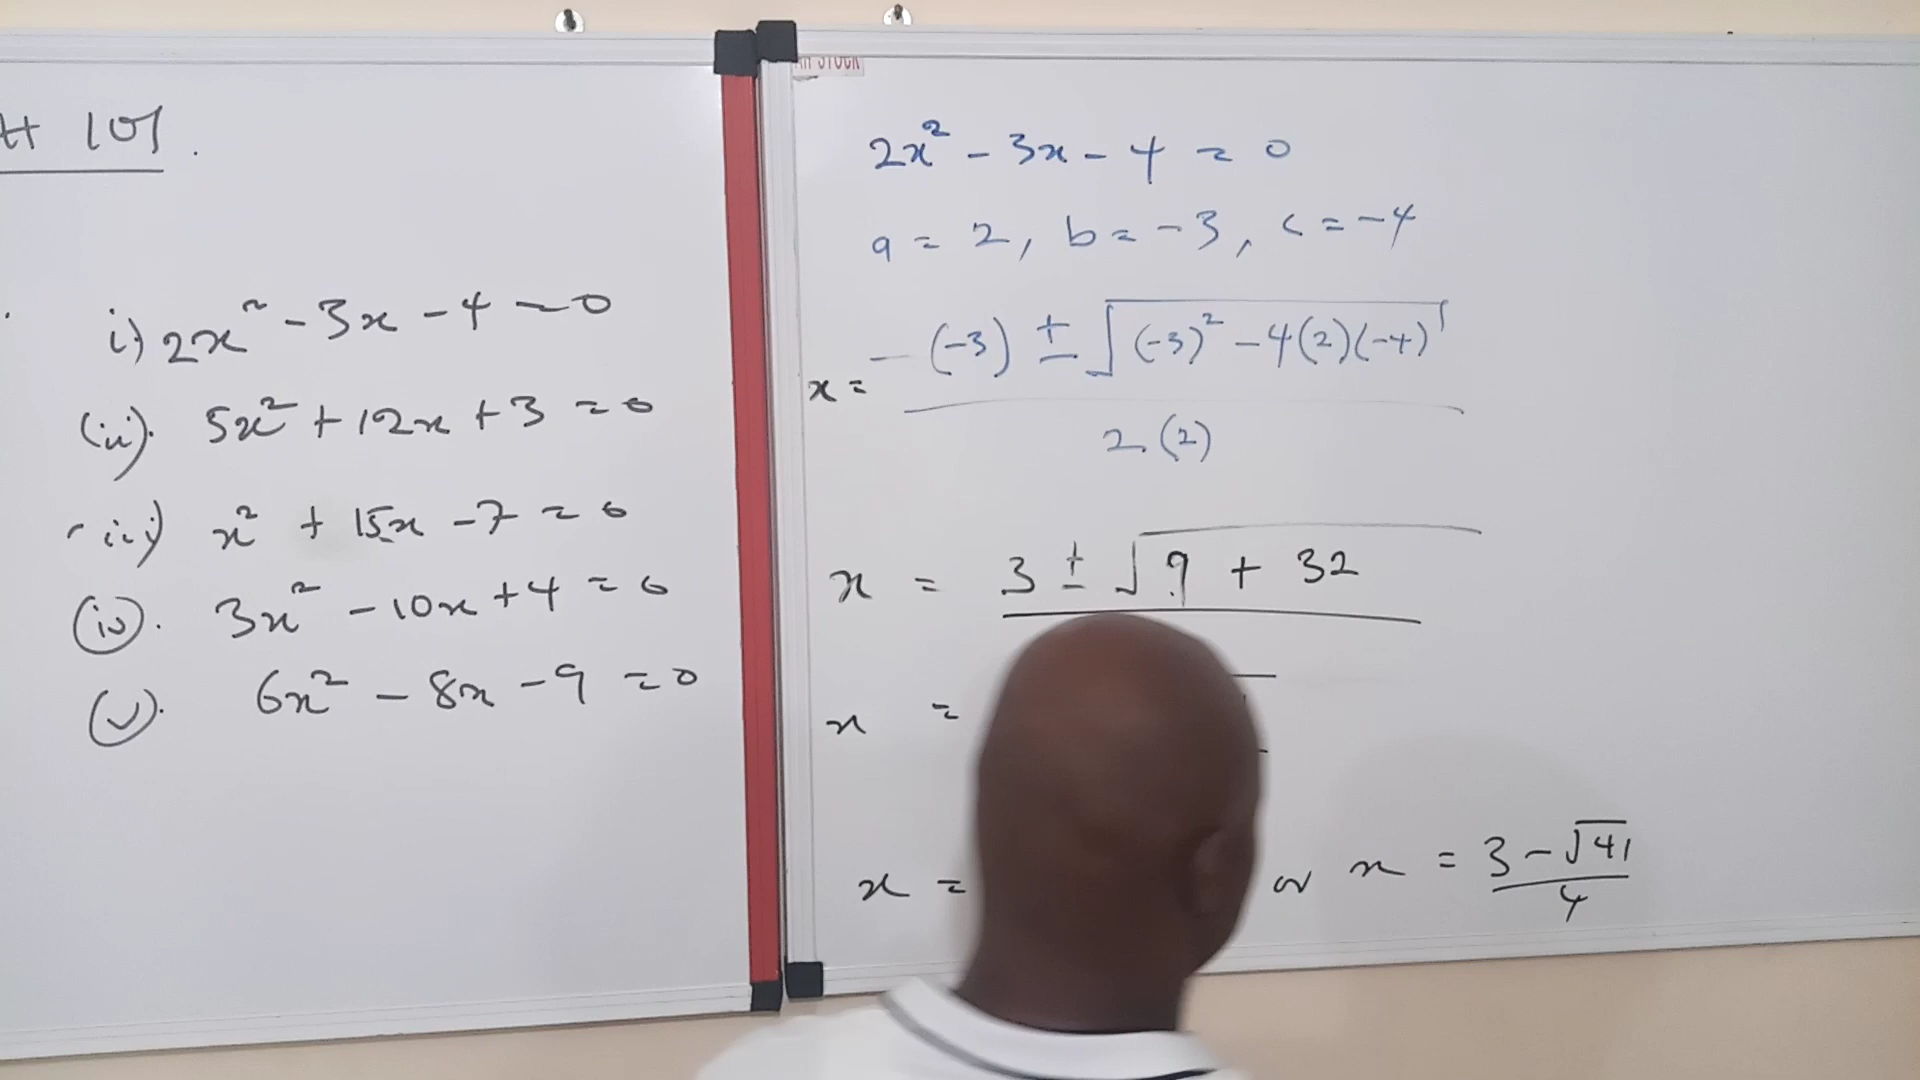 101.
i) 2x² - 3x - 4 = 0
(ii). 5x² + 12x + 3 = 0
iii) x² + 15x - 7 = 0
(iv). 3x² - 10x + 4 = 0
(v). 6x² - 8x - 9 = 0
STOCK
2x² - 3x - 4 = 0
a = 2, b = -3, c = -4
x = -(-3) ± √(-3)² - 4(2)(-4)
2(2)
x = 3 ± √9 + 32
x =
x = or x = 3 - √41
4